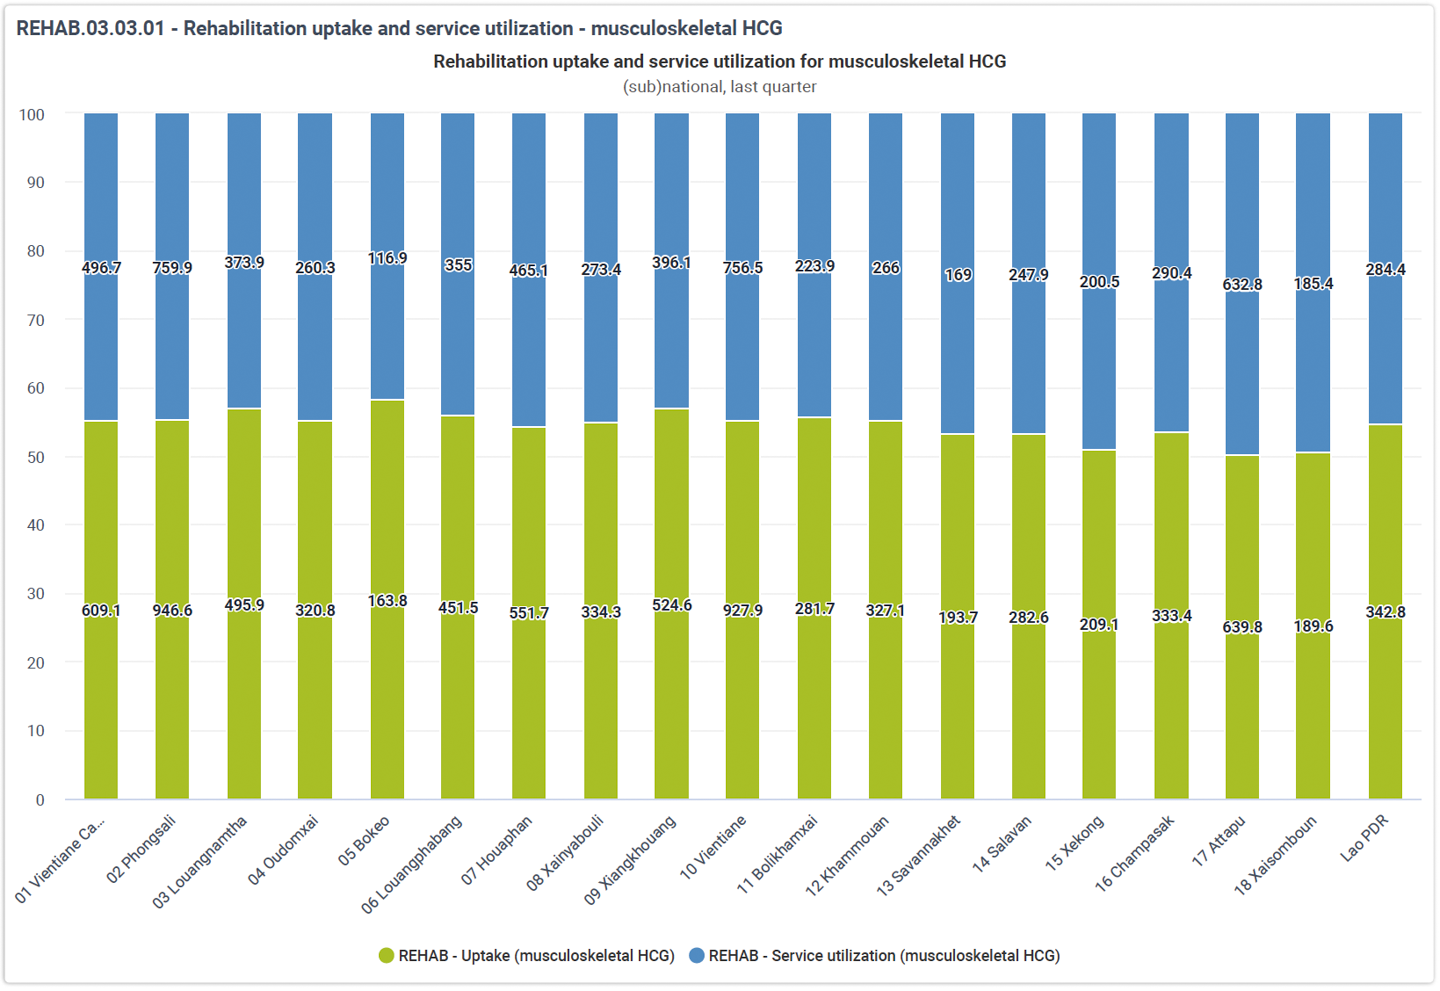 REHAB.03.03.01 - Rehabilitation uptake and service utilization - musculoskeletal HCG
Rehabilitation uptake and service utilization for musculoskeletal HCG
(sub)national, last quarter
100
90
80
70
60
50
40
30
20
10
0
496.7 759.9 373.9 260.3 116.9 355 465.1 273.4 396.1 756.5 223.9 266 169 247.9 200.5 290.4 632.8 185.4 284.4
609.1 946.6 495.9 320.8 163.8 451.5 551.7 334.3 524.6 927.9 281.7 327.1 193.7 282.6 209.1 333.4 639.8 189.6 342.8
01 Vientiane Ca...
02 Phongsali
03 Louangnamtha
04 Oudomxai
05 Bokeo
06 Louangphabang
07 Houaphan
08 Xainyabouli
09 Xiangkhouang
10 Vientiane
11 Bolikhamxai
12 Khammouan
13 Savannakhet
14 Salavan
15 Xekong
16 Champasak
17 Attapu
18 Xaisomboun
Lao PDR
REHAB - Uptake (musculoskeletal HCG) REHAB - Service utilization (musculoskeletal HCG)